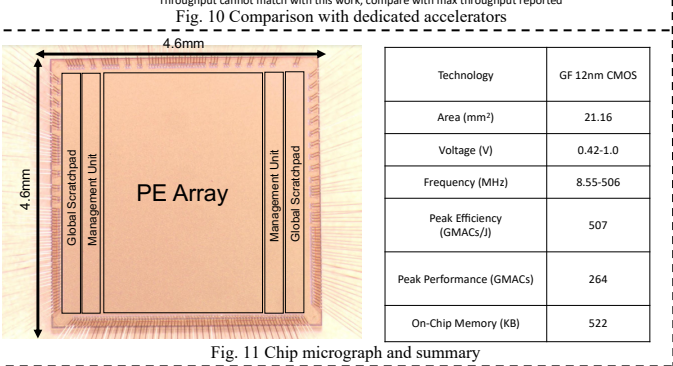 Throughput cannot match with this work, compare with max throughput reported
Fig. 10 Comparison with dedicated accelerators
4.6mm
4.6mm
Global Scratchpad
Management Unit
PE Array
Management Unit
Global Scratchpad
Technology GF 12nm CMOS
Area (mm²) 21.16
Voltage (V) 0.42-1.0
Frequency (MHz) 8.55-506
Peak Efficiency
(GMACs/J) 507
Peak Performance (GMACs) 264
On-Chip Memory (KB) 522
Fig. 11 Chip micrograph and summary